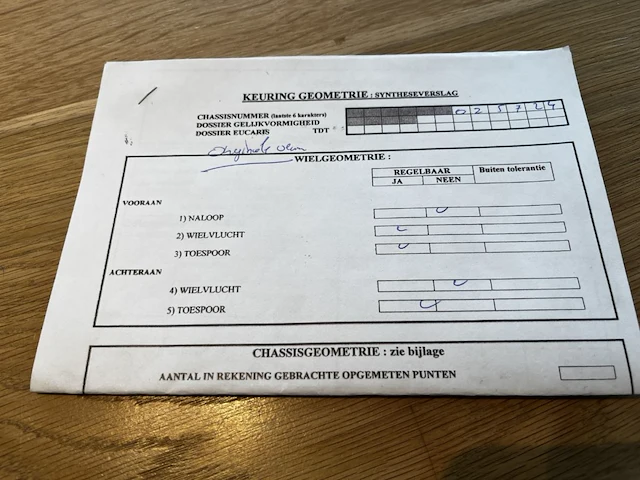 KEURING GEOMETRIE : SYNTHESEVERSLAG
CHASSISNUMMER (laatste 6 karakters) 025724
DOSSIER GELIJKVORMIGHEID
DOSSIER EUCARIS TDT
WIELGEOMETRIE :
REGELBAAR Buiten tolerantie
JA NEEN
VOORAAN
1) NALOOP
2) WIELVLUCHT
3) TOESPOOR
ACHTERAAN
4) WIELVLUCHT
5) TOESPOOR
CHASSISGEOMETRIE : zie bijlage
AANTAL IN REKENING GEBRACHTE OPGEMETEN PUNTEN